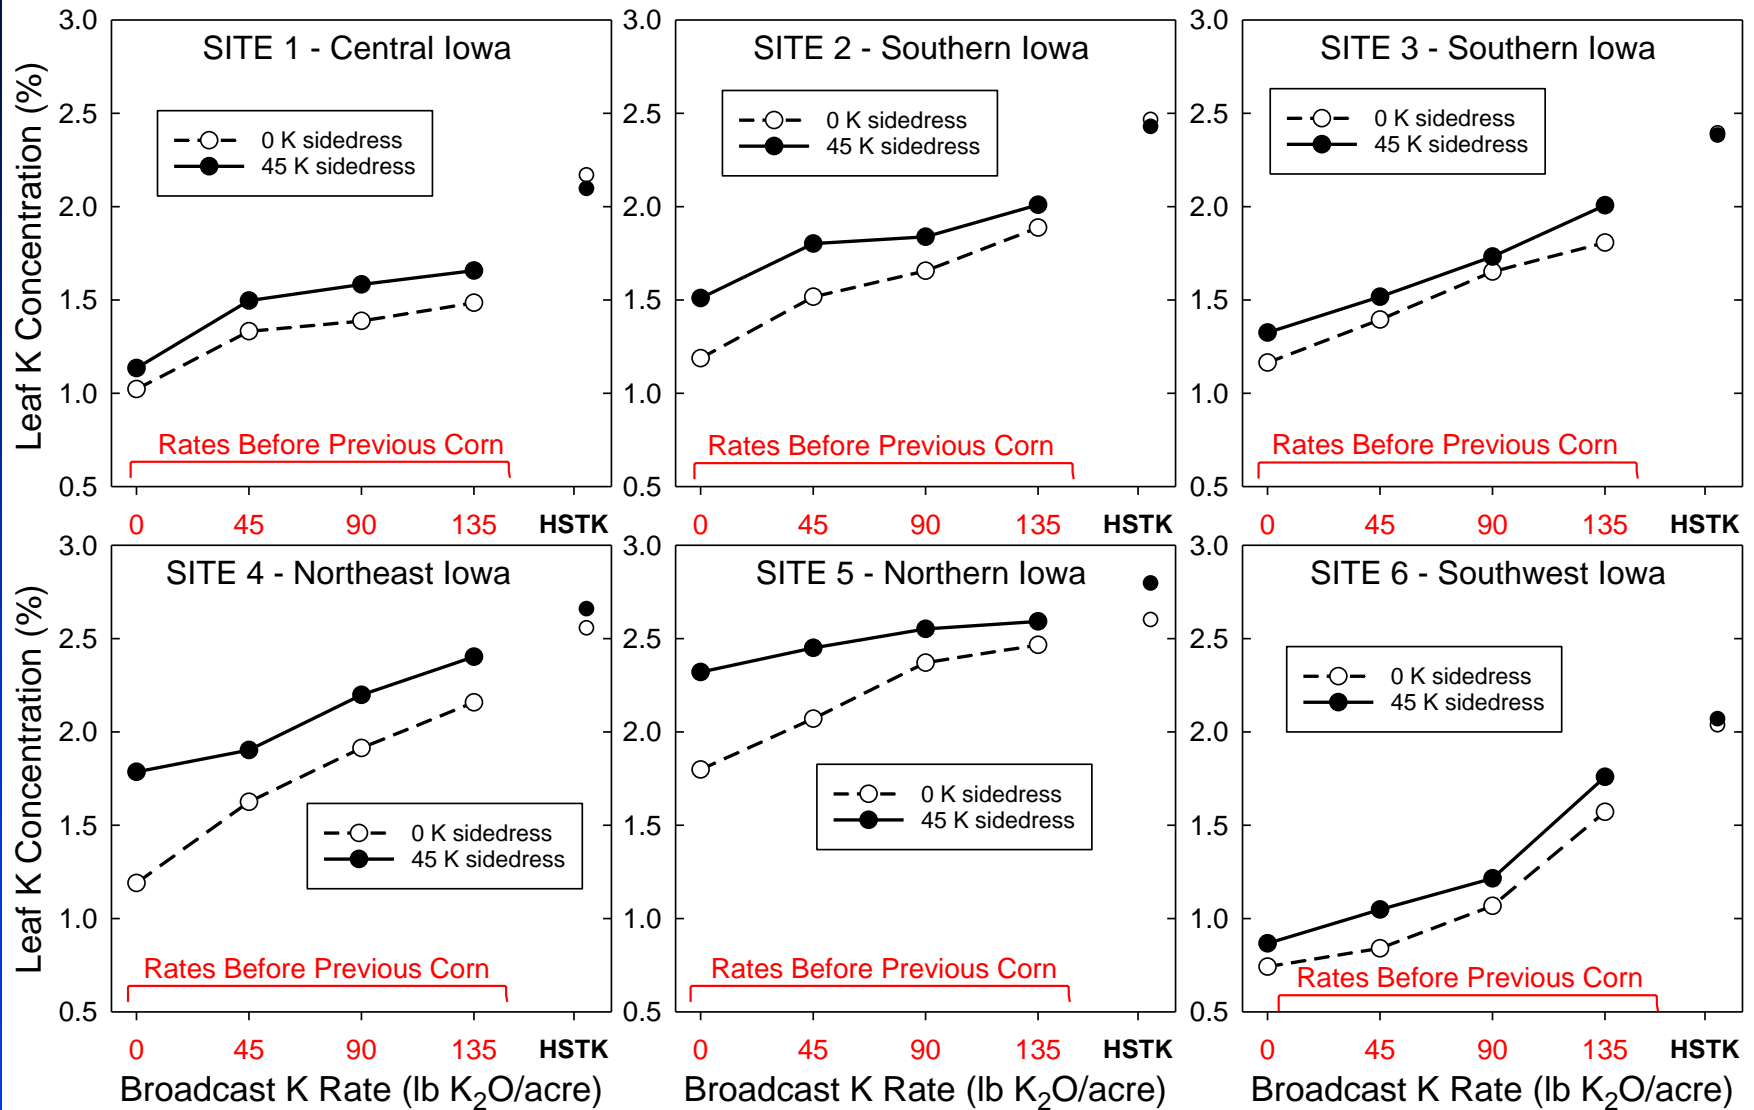 SITE 1 - Central Iowa
SITE 2 - Southern Iowa
SITE 3 - Southern Iowa
Leaf K Concentration (%)
3.0
2.5
2.0
1.5
1.0
0.5
0 K sidedress
45 K sidedress
Rates Before Previous Corn
0 45 90 135 HSTK
3.0
2.5
2.0
1.5
1.0
0.5
0 K sidedress
45 K sidedress
Rates Before Previous Corn
0 45 90 135 HSTK
3.0
2.5
2.0
1.5
1.0
0.5
0 K sidedress
45 K sidedress
Rates Before Previous Corn
0 45 90 135 HSTK
SITE 4 - Northeast Iowa
SITE 5 - Northern Iowa
SITE 6 - Southwest Iowa
Leaf K Concentration (%)
3.0
2.5
2.0
1.5
1.0
0.5
0 K sidedress
45 K sidedress
Rates Before Previous Corn
0 45 90 135 HSTK
3.0
2.5
2.0
1.5
1.0
0.5
0 K sidedress
45 K sidedress
Rates Before Previous Corn
0 45 90 135 HSTK
3.0
2.5
2.0
1.5
1.0
0.5
0 K sidedress
45 K sidedress
Rates Before Previous Corn
0 45 90 135 HSTK
Broadcast K Rate (lb K₂O/acre)
Broadcast K Rate (lb K₂O/acre)
Broadcast K Rate (lb K₂O/acre)